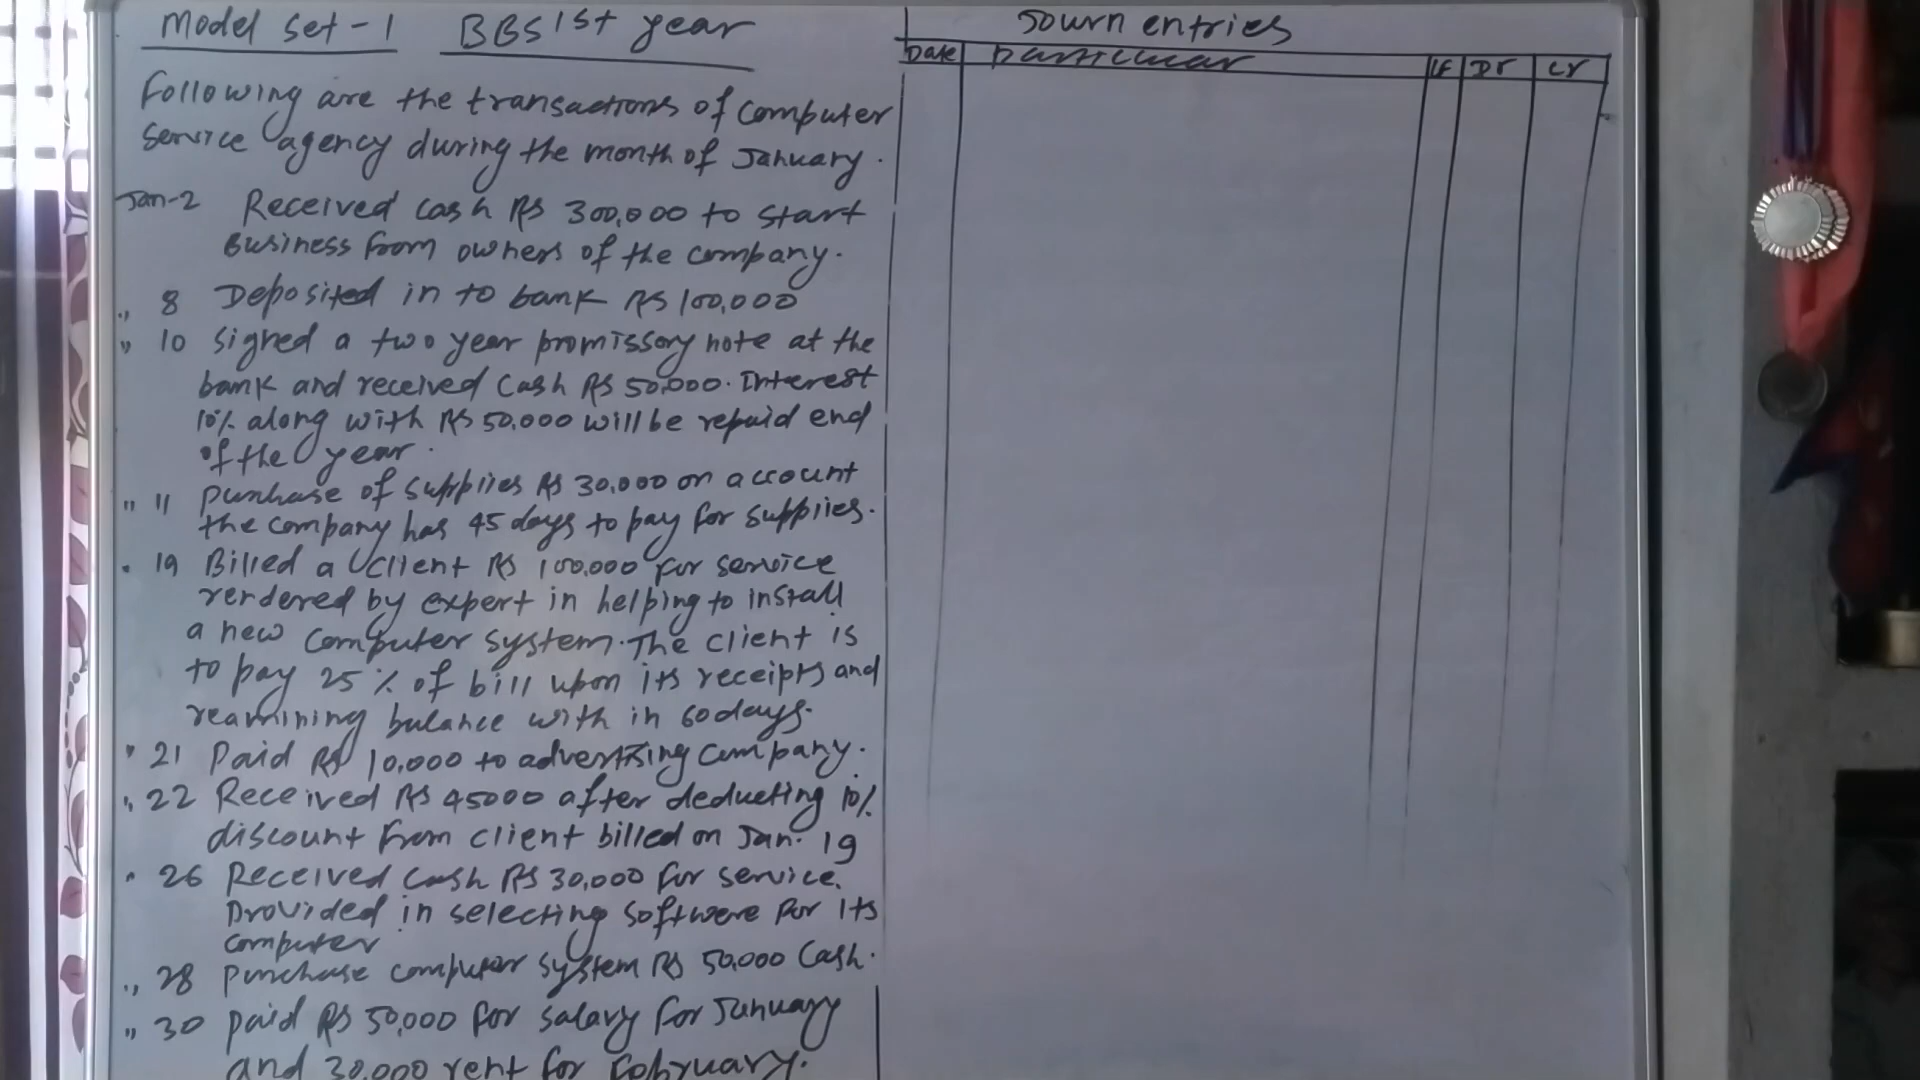 Model set-1 BBS 1st year
Following are the transactions of computer
service agency during the month of January.
Jan-2 Received cash Rs 300,000 to start
Business from owners of the company.
,, 8 Deposited in to bank Rs 100,000
,, 10 signed a two year promissory note at the
bank and received cash Rs 50,000. Interest
10% along with Rs 50,000 will be repaid end
of the year.
,, 11 purchase of supplies Rs 30,000 on account
the company has 45 days to pay for supplies.
" 19 Billed a client Rs 100,000 for service
rendered by expert in helping to install
a new computer system. The client is
to pay 25% of bill upon its receipts and
reamining balance with in 60 days.
" 21 Paid Rs 10,000 to advertising company.
,, 22 Received Rs 45000 after deducting 10%
discount from client billed on Jan. 19
" 26 Received cash Rs 30,000 for service.
Provided in selecting softwere for its
computer
,, 28 purchase computer system Rs 50,000 Cash.
,, 30 paid Rs 50,000 for salary for January
and 30,000 rent for February.
Journ entries
Date Particular LF Dr Cr